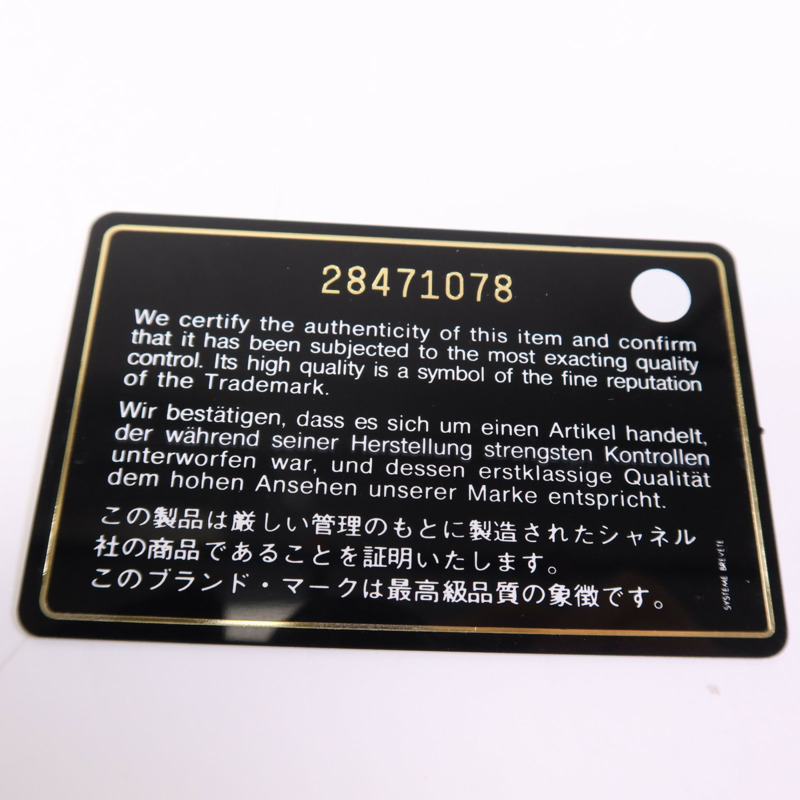 28471078
We certify the authenticity of this item and confirm
that it has been subjected to the most exacting quality
control. Its high quality is a symbol of the fine reputation
of the Trademark.
Wir bestätigen, dass es sich um einen Artikel handelt,
der während seiner Herstellung strengsten Kontrollen
unterworfen war, und dessen erstklassige Qualität
dem hohen Ansehen unserer Marke entspricht.
この製品は厳しい管理のもとに製造されたシャネル
社の商品であることを証明いたします。
このブランド・マークは最高級品質の象徴です。
SYSTEME BREVETE